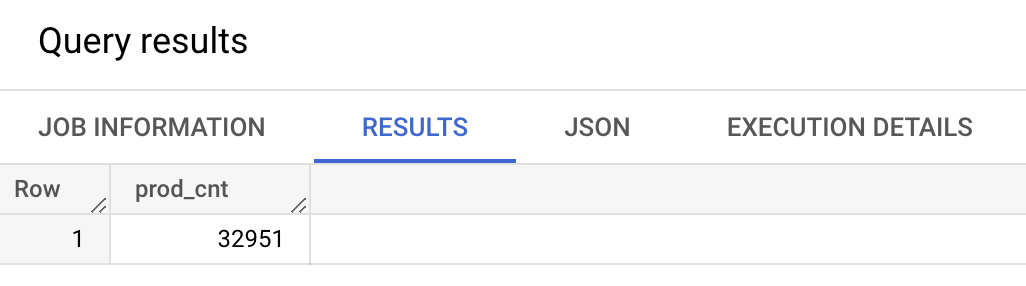 Query results
JOB INFORMATION RESULTS JSON EXECUTION DETAILS
Row prod_cnt
1 32951